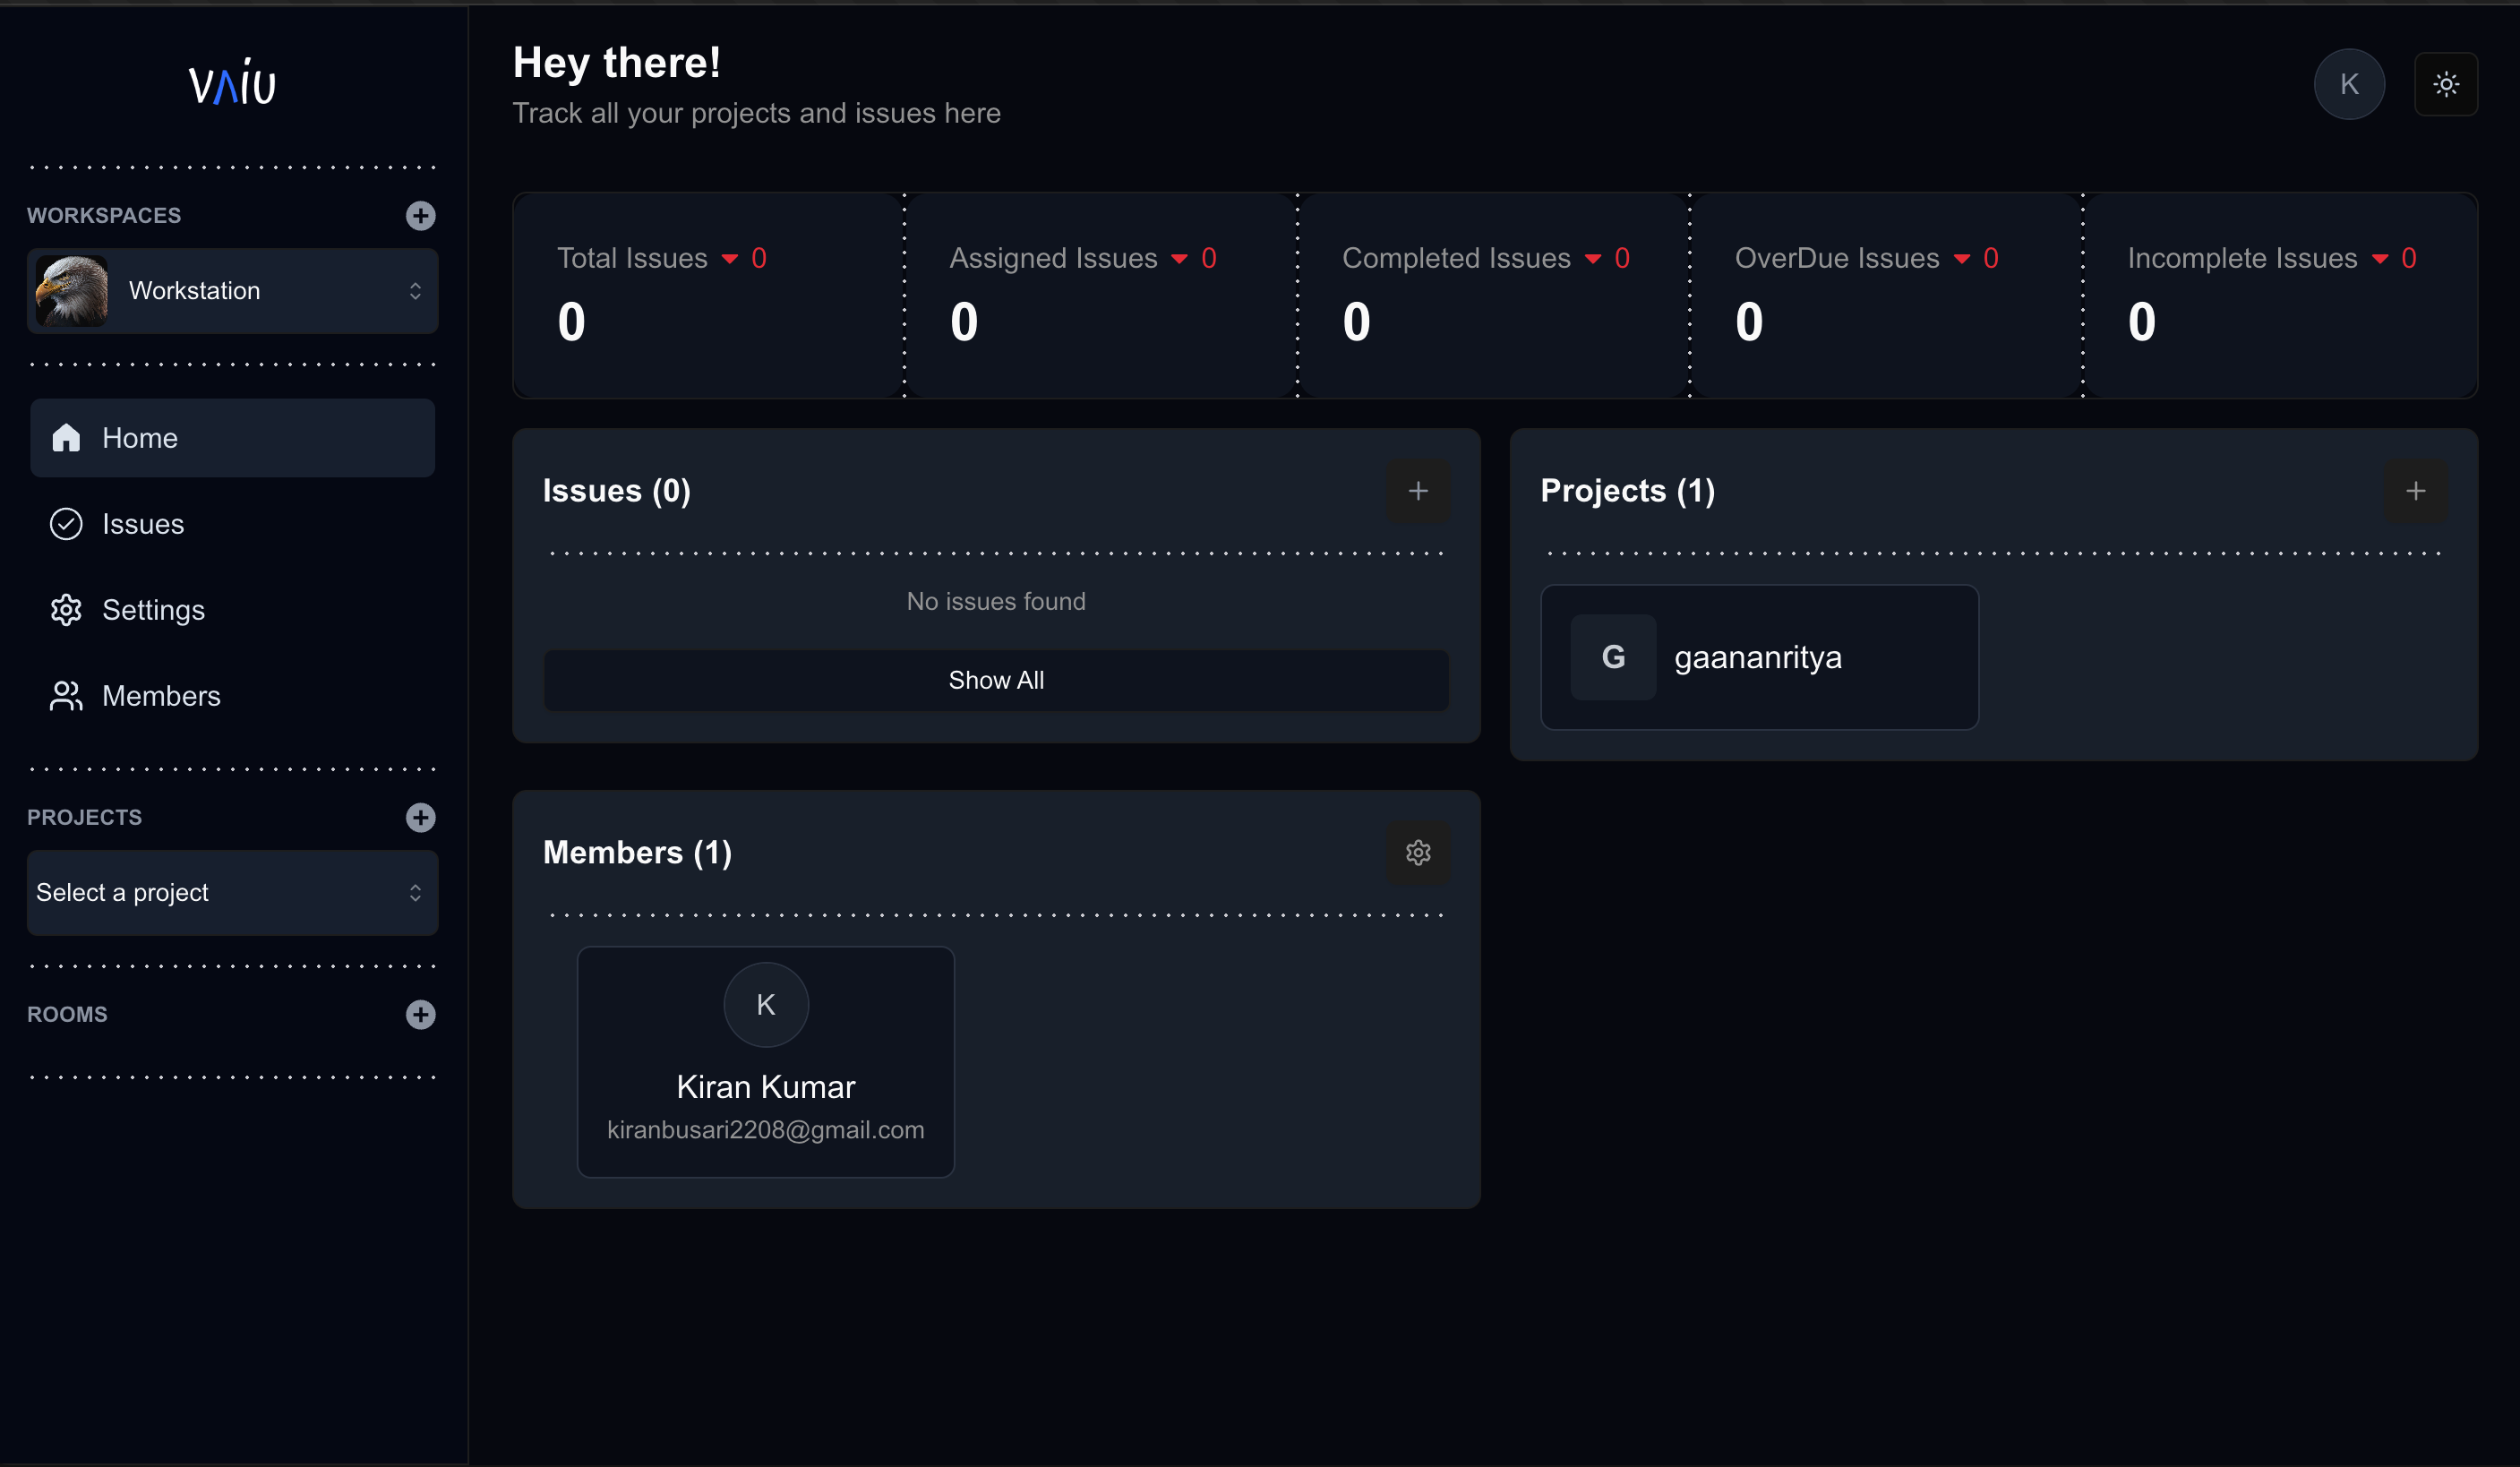 VAiU
WORKSPACES
Workstation
Home
Issues
Settings
Members
PROJECTS
Select a project
ROOMS
Hey there!
Track all your projects and issues here
K
Total Issues 0
0
Assigned Issues 0
0
Completed Issues 0
0
OverDue Issues 0
0
Incomplete Issues 0
0
Issues (0)
No issues found
Show All
Projects (1)
G gaananritya
Members (1)
K
Kiran Kumar
kiranbusari2208@gmail.com